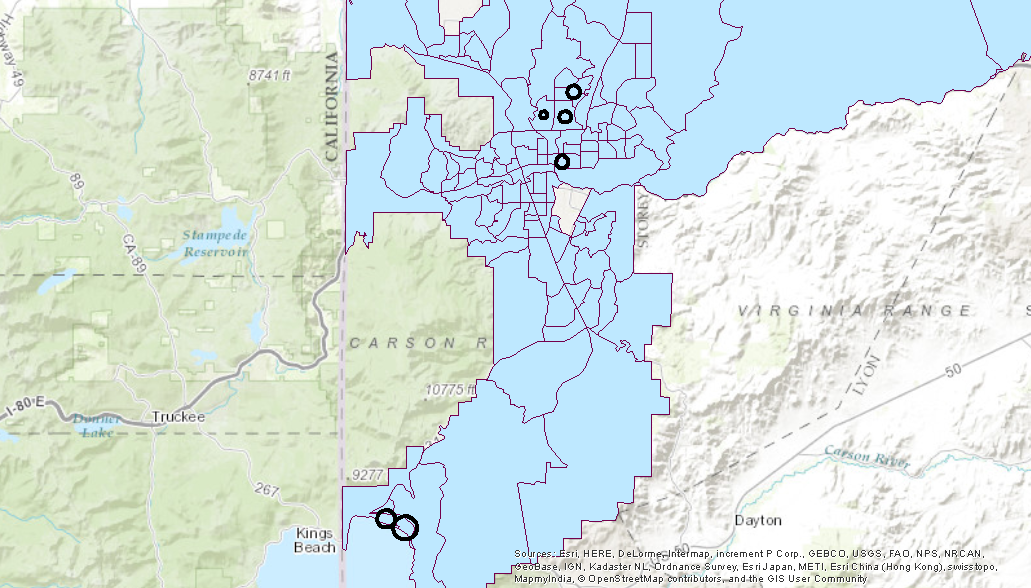 8741 ft
CALIFORNIA
89
CA-89
Stampede
Reservoir
VIRGINIA RANGE
CARSON R
LYON
50
10775 ft
I-80 E
Donner
Lake
Truckee
9277
267
Carson River
Kings
Beach
Dayton
Sources: Esri, HERE, DeLorme, Intermap, increment P Corp., GEBCO, USGS, FAO, NPS, NRCAN,
GeoBase, IGN, Kadaster NL, Ordnance Survey, Esri Japan, METI, Esri China (Hong Kong), swisstopo,
MapmyIndia, © OpenStreetMap contributors, and the GIS User Community